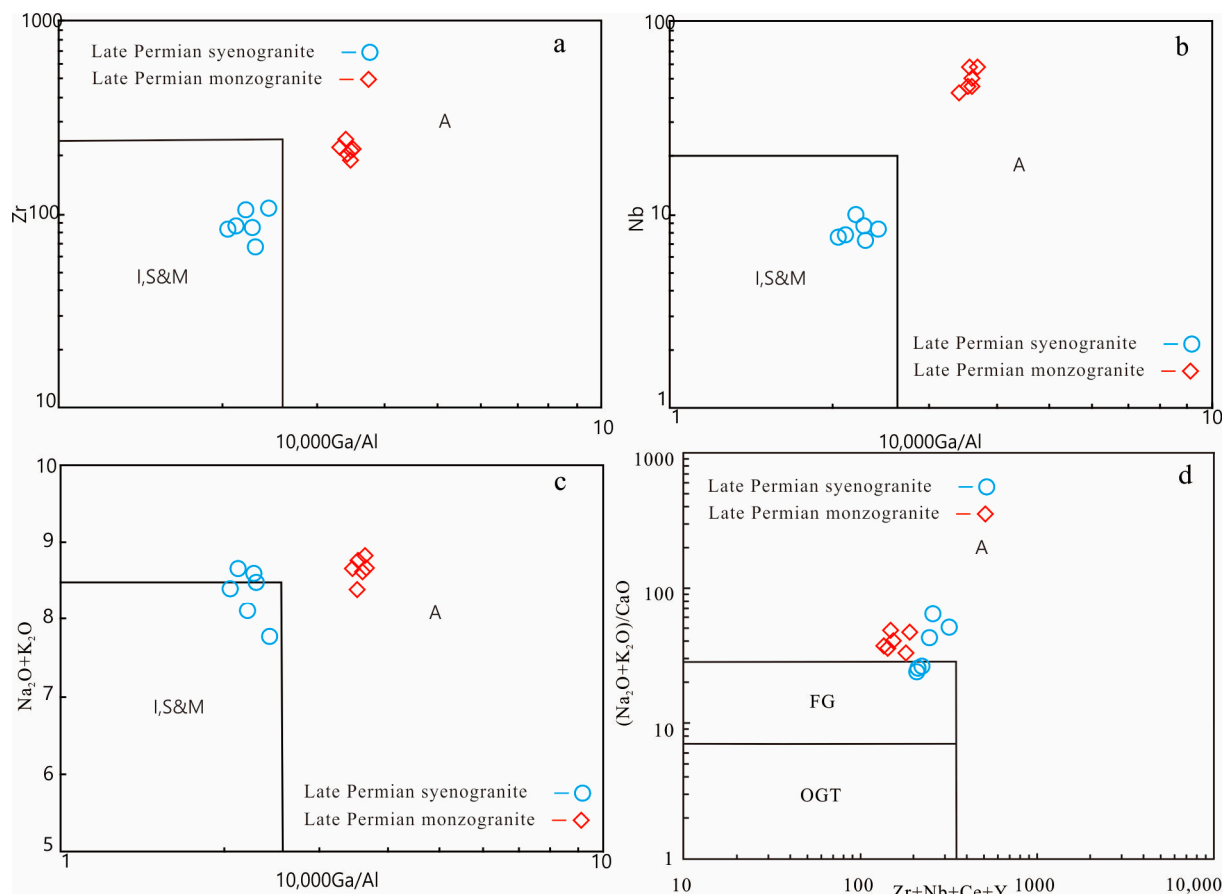 1000
Late Permian syenogranite
Late Permian monzogranite
a
A
Zr
100
I,S&M
10
10,000Ga/Al
10
100
b
A
Nb
10
I,S&M
Late Permian syenogranite
Late Permian monzogranite
1
1
10,000Ga/Al
10
10
c
9
8
A
Na₂O+K₂O
7
I,S&M
6
Late Permian syenogranite
Late Permian monzogranite
5
1
10,000Ga/Al
10
1000
d
Late Permian syenogranite
Late Permian monzogranite
A
100
(Na₂O+K₂O)/CaO
FG
10
OGT
1
10
100
1000
10,000
Zr+Nb+Ce+Y